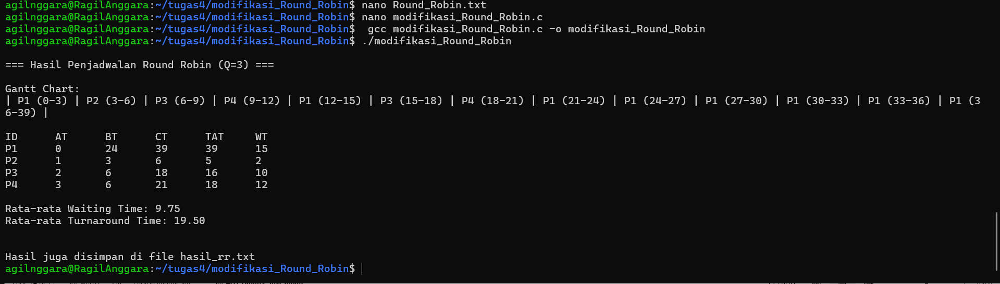 agilnggara@RagilAnggara:~/tugas4/modifikasi_Round_Robin$ nano Round_Robin.txt
agilnggara@RagilAnggara:~/tugas4/modifikasi_Round_Robin$ nano modifikasi_Round_Robin.c
agilnggara@RagilAnggara:~/tugas4/modifikasi_Round_Robin$  gcc modifikasi_Round_Robin.c -o modifikasi_Round_Robin
agilnggara@RagilAnggara:~/tugas4/modifikasi_Round_Robin$ ./modifikasi_Round_Robin
=== Hasil Penjadwalan Round Robin (Q=3) ===
Gantt Chart:
| P1 (0-3) | P2 (3-6) | P3 (6-9) | P4 (9-12) | P1 (12-15) | P3 (15-18) | P4 (18-21) | P1 (21-24) | P1 (24-27) | P1 (27-30) | P1 (30-33) | P1 (33-36) | P1 (3
6-39) |
ID AT BT CT TAT WT
P1 0 24 39 39 15
P2 1 3 6 5 2
P3 2 6 18 16 10
P4 3 6 21 18 12
Rata-rata Waiting Time: 9.75
Rata-rata Turnaround Time: 19.50
Hasil juga disimpan di file hasil_rr.txt
agilnggara@RagilAnggara:~/tugas4/modifikasi_Round_Robin$